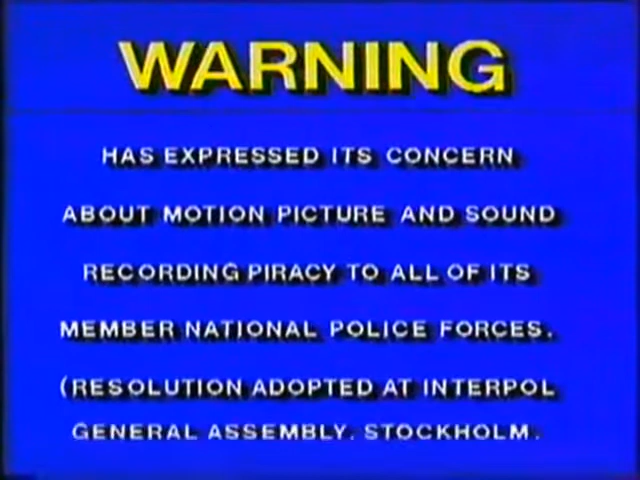 WARNING
HAS EXPRESSED ITS CONCERN
ABOUT MOTION PICTURE AND SOUND
RECORDING PIRACY TO ALL OF ITS
MEMBER NATIONAL POLICE FORCES.
(RESOLUTION ADOPTED AT INTERPOL
GENERAL ASSEMBLY. STOCKHOLM.